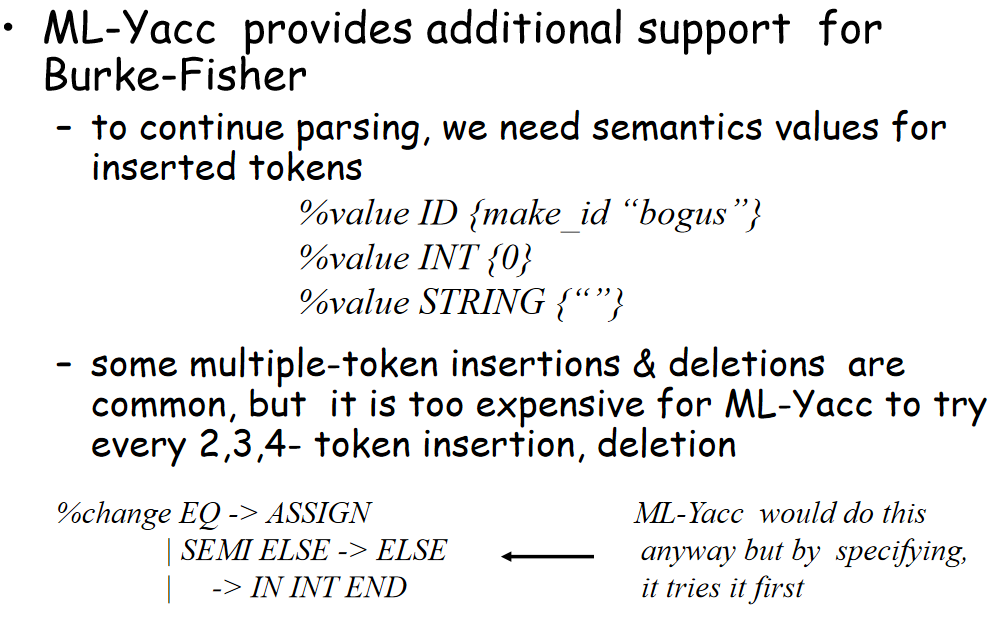 • ML-Yacc provides additional support for
Burke-Fisher
– to continue parsing, we need semantics values for
inserted tokens
%value ID {make_id “bogus”}
%value INT {0}
%value STRING {“”}
– some multiple-token insertions & deletions are
common, but it is too expensive for ML-Yacc to try
every 2,3,4- token insertion, deletion
%change EQ -> ASSIGN
| SEMI ELSE -> ELSE
| -> IN INT END
ML-Yacc would do this
anyway but by specifying,
it tries it first